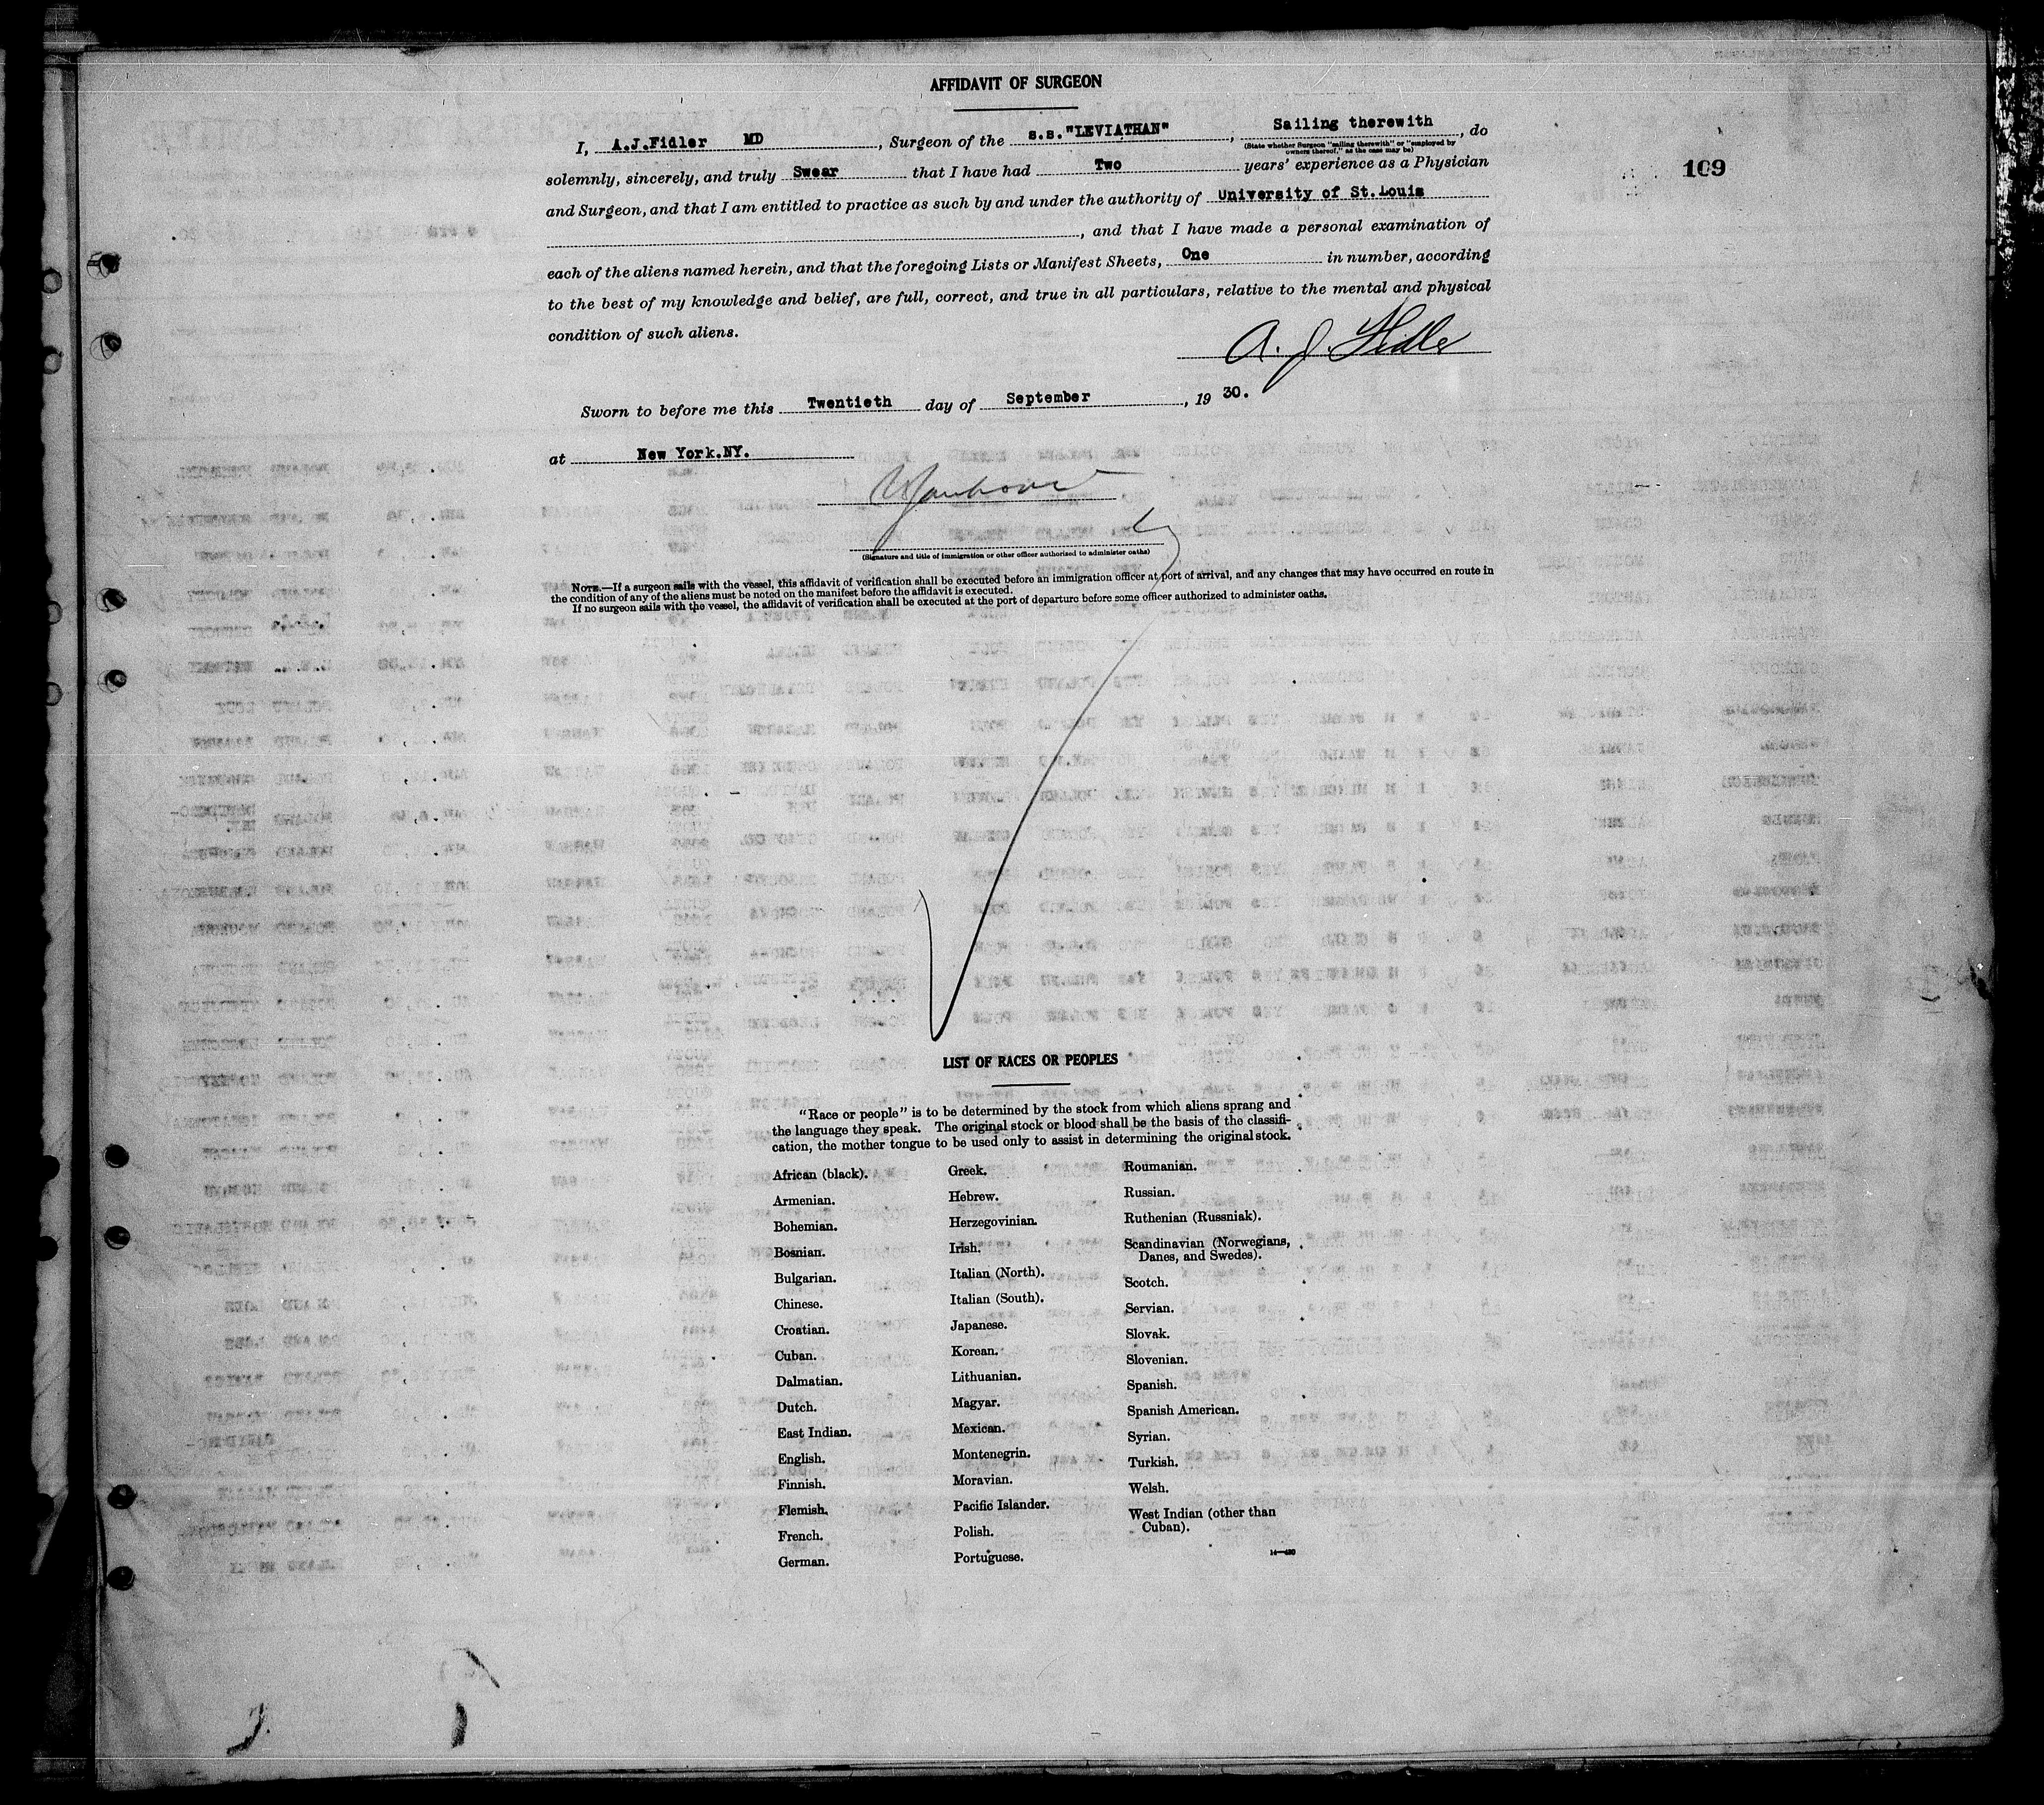 AFFIDAVIT OF SURGEON
I, A.J.Fidler MD, Surgeon of the s.s."LEVIATHAN", Sailing therewith, do
(State whether Surgeon "sailing therewith" or "employed by
owners thereof," as the case may be)
109
solemnly, sincerely, and truly Swear that I have had Two years' experience as a Physician
and Surgeon, and that I am entitled to practice as such by and under the authority of University of St.Louis
, and that I have made a personal examination of
each of the aliens named herein, and that the foregoing Lists or Manifest Sheets, One in number, according
to the best of my knowledge and belief, are full, correct, and true in all particulars, relative to the mental and physical
condition of such aliens.
A. J. Fidler
Sworn to before me this Twentieth day of September, 19 30.
at New York.NY.
(Signature and title of immigration or other officer authorized to administer oaths)
NOTE.—If a surgeon sails with the vessel, this affidavit of verification shall be executed before an immigration officer at port of arrival, and any changes that may have occurred en route in
the condition of any of the aliens must be noted on the manifest before the affidavit is executed.
If no surgeon sails with the vessel, the affidavit of verification shall be executed at the port of departure before some officer authorized to administer oaths.
LIST OF RACES OR PEOPLES
"Race or people" is to be determined by the stock from which aliens sprang and
the language they speak. The original stock or blood shall be the basis of the classifi-
cation, the mother tongue to be used only to assist in determining the original stock.
African (black).
Armenian.
Bohemian.
Bosnian.
Bulgarian.
Chinese.
Croatian.
Cuban.
Dalmatian.
Dutch.
East Indian.
English.
Finnish.
Flemish.
French.
German.
Greek.
Hebrew.
Herzegovinian.
Irish.
Italian (North).
Italian (South).
Japanese.
Korean.
Lithuanian.
Magyar.
Mexican.
Montenegrin.
Moravian.
Pacific Islander.
Polish.
Portuguese.
Roumanian.
Russian.
Ruthenian (Russniak).
Scandinavian (Norwegians,
Danes, and Swedes).
Scotch.
Servian.
Slovak.
Slovenian.
Spanish.
Spanish American.
Syrian.
Turkish.
Welsh.
West Indian (other than
Cuban).